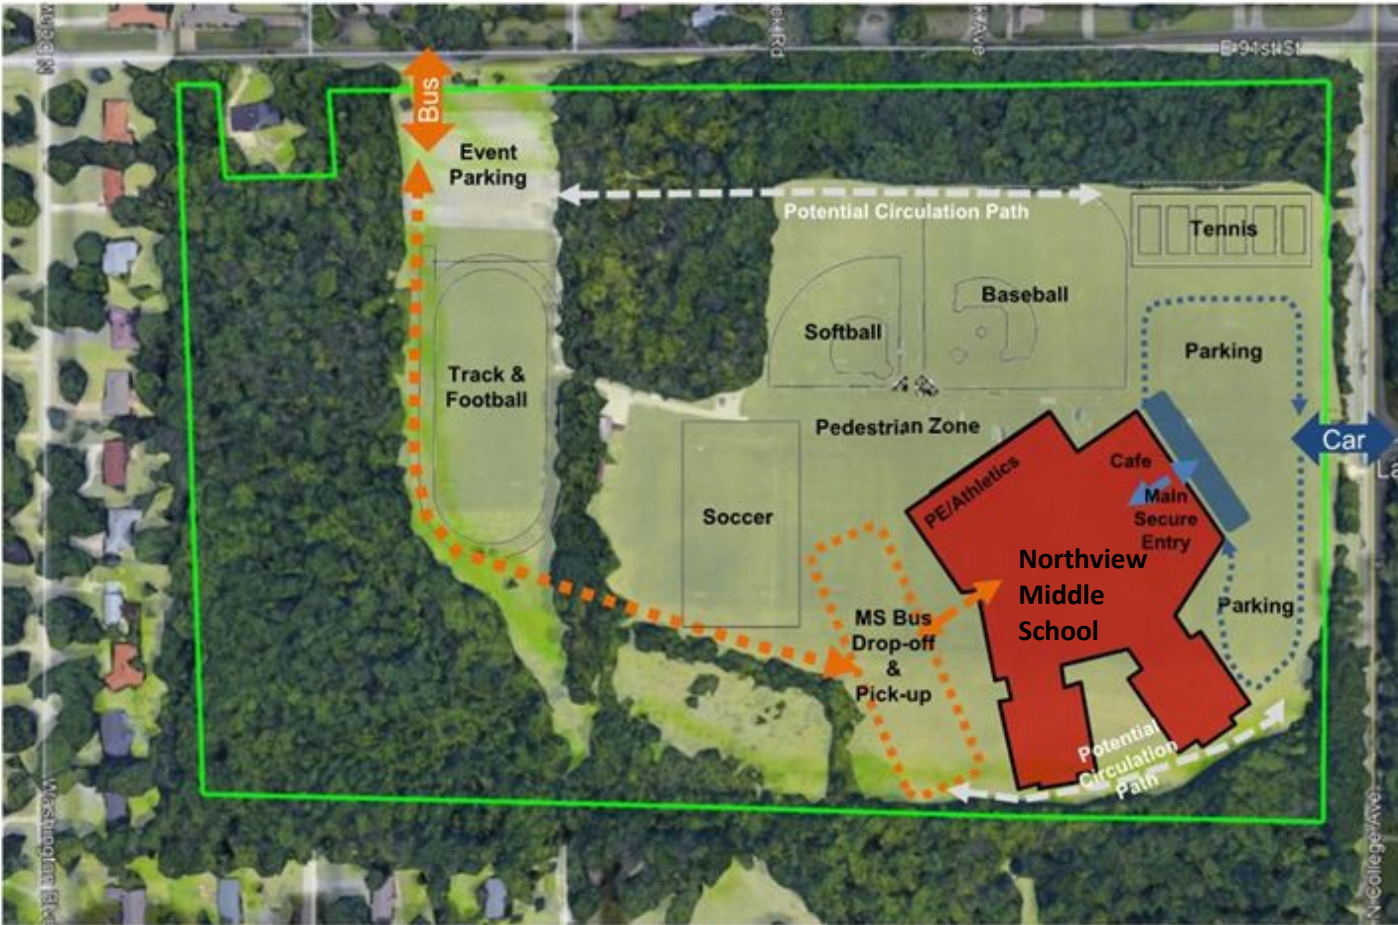 E 91st St
Bus
Event
Parking
Potential Circulation Path
Tennis
Baseball
Softball
Parking
Track &
Football
Pedestrian Zone
Car
Cafe
PE/Athletics
Main
Secure
Entry
Soccer
Northview
Middle
School
Parking
MS Bus
Drop-off
&
Pick-up
Potential
Circulation
Path
N College Ave